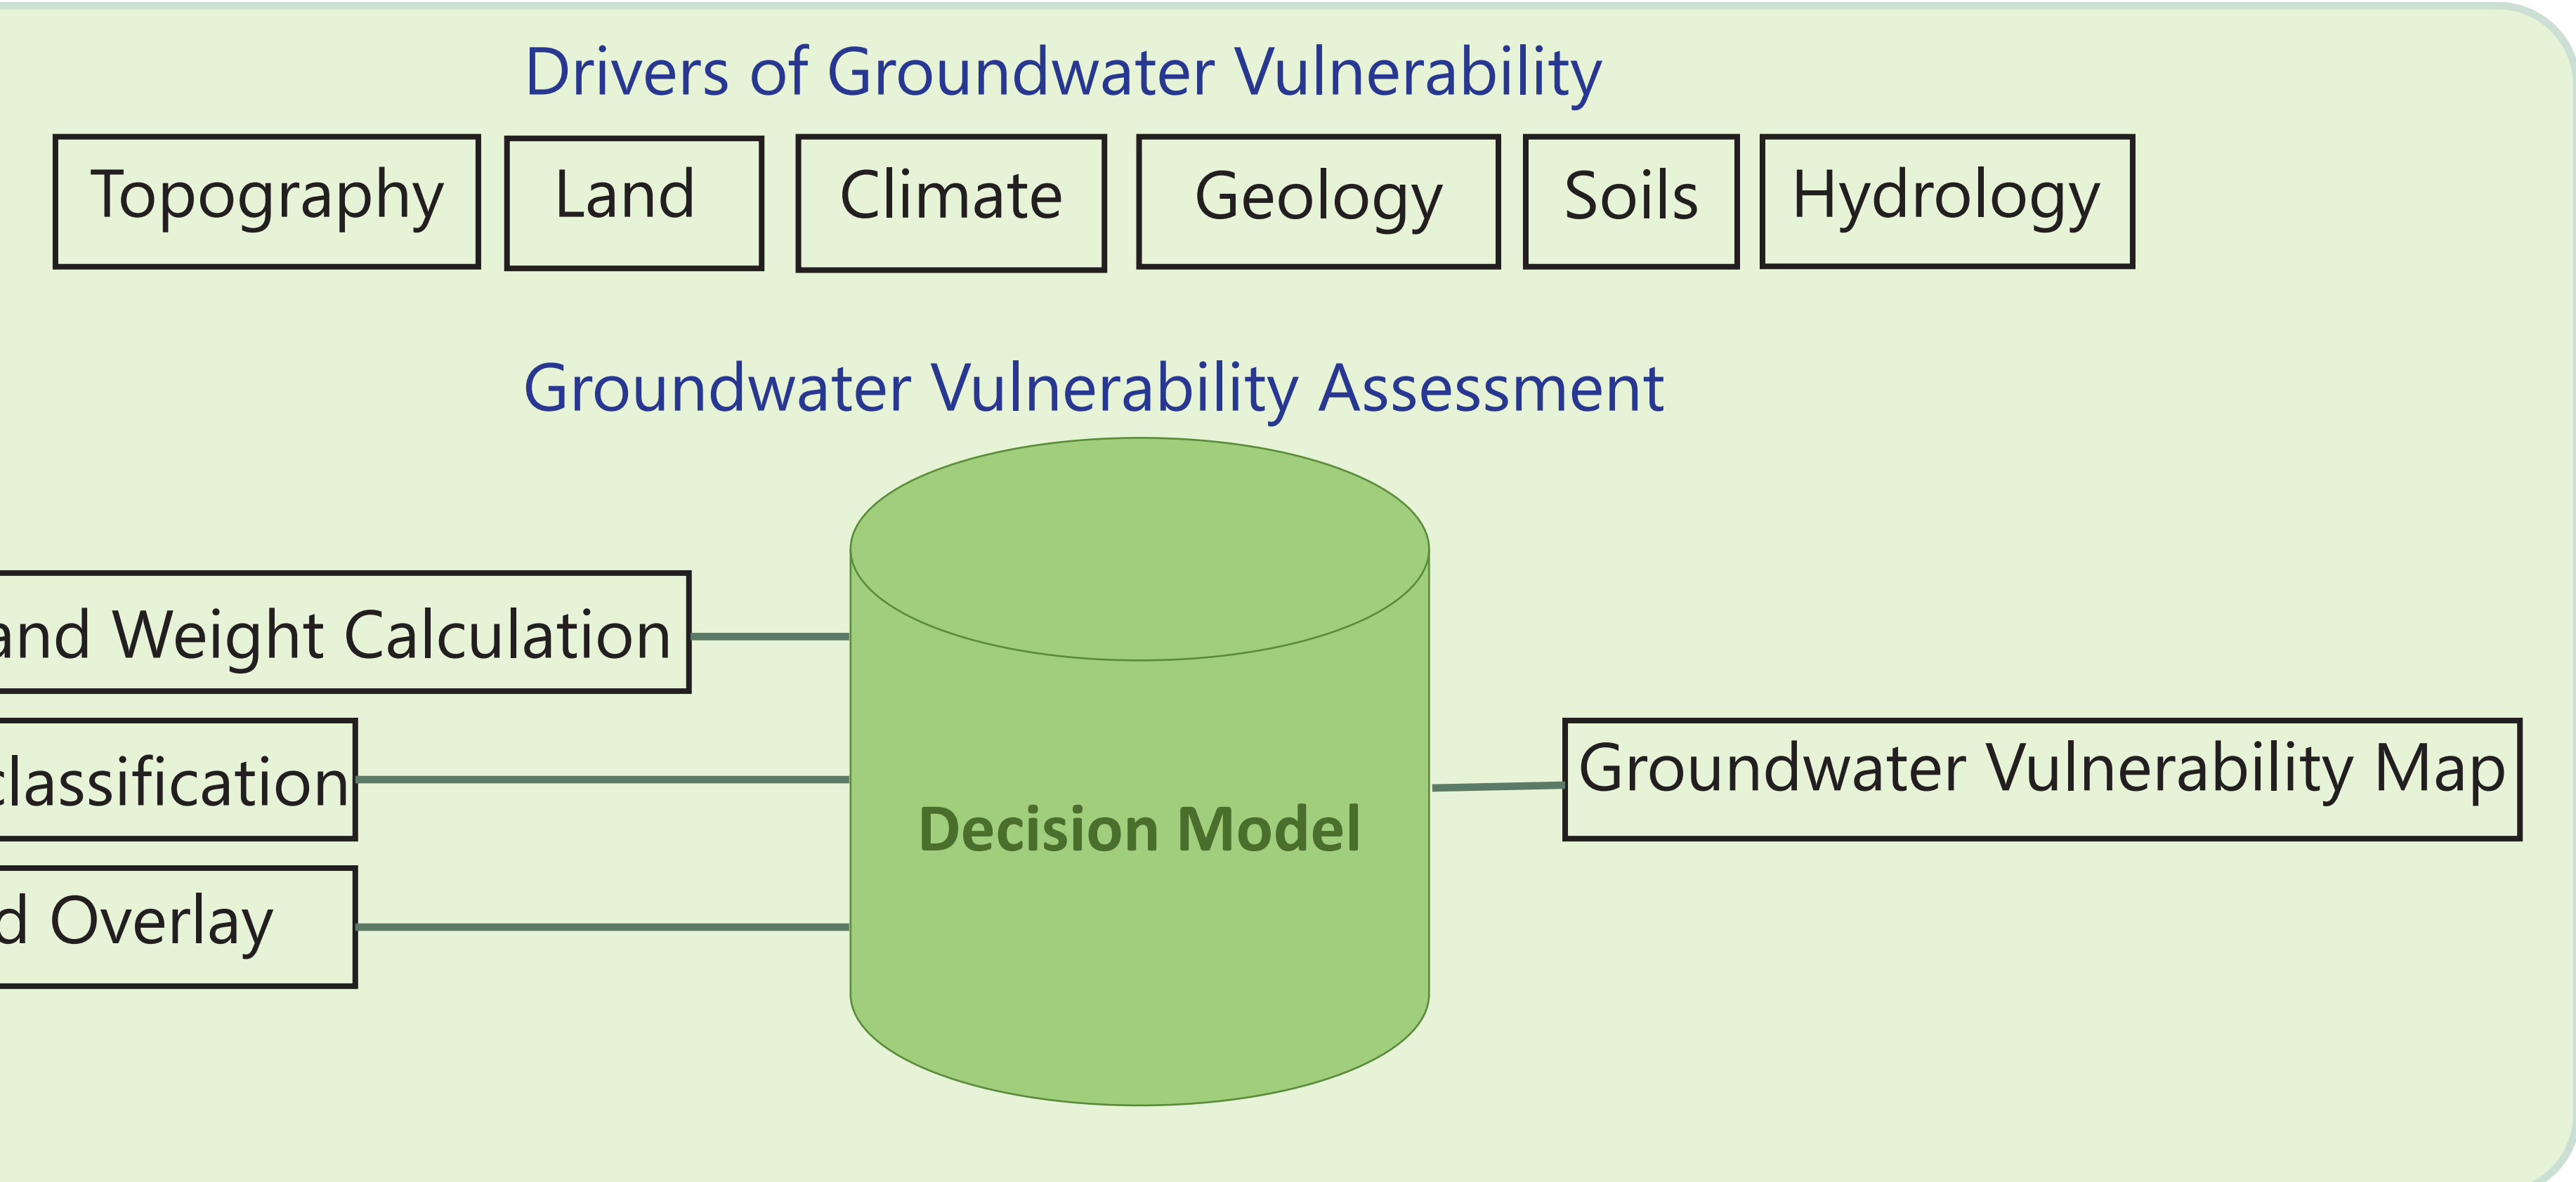 Drivers of Groundwater Vulnerability
Topography Land Climate Geology Soils Hydrology
Groundwater Vulnerability Assessment
and Weight Calculation
classification
Groundwater Vulnerability Map
Decision Model
Overlay